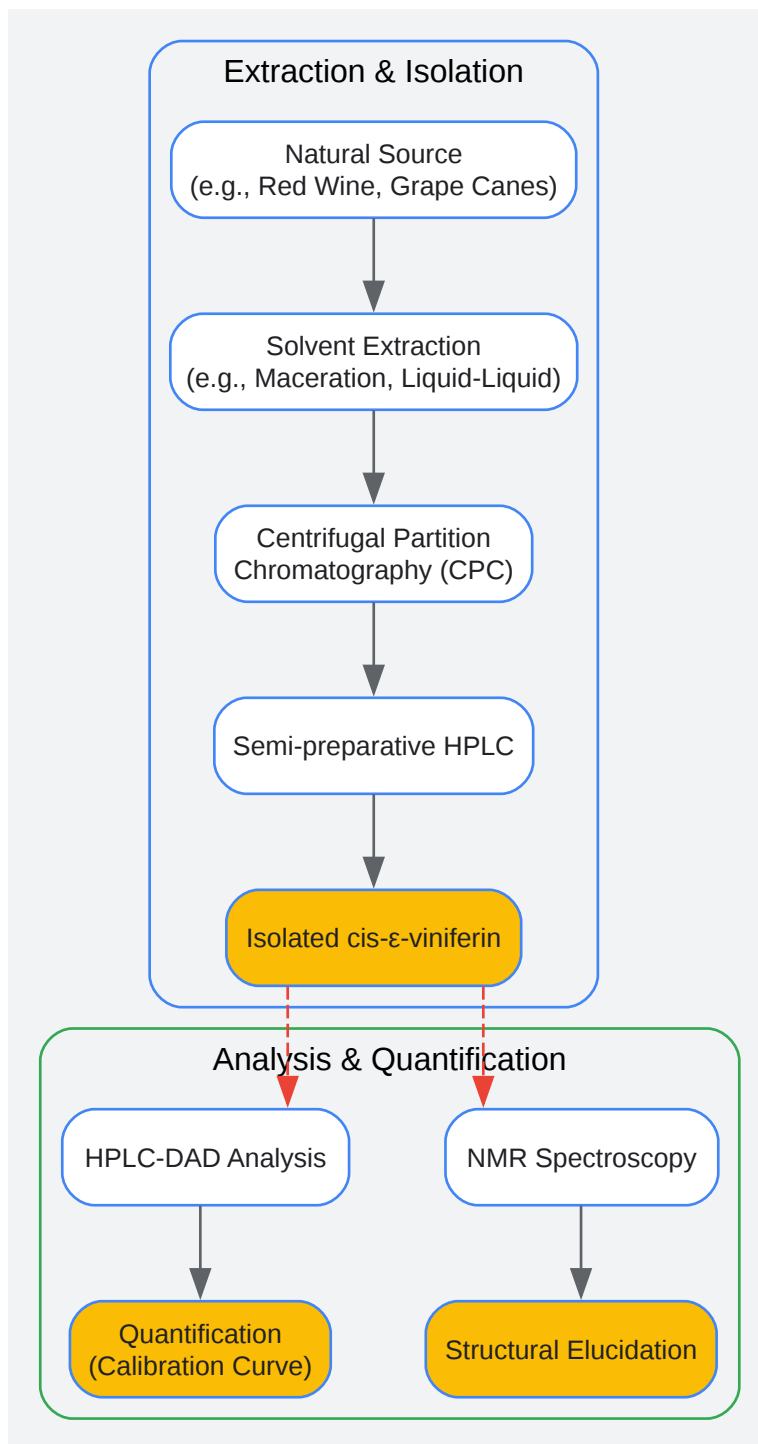 Extraction & Isolation
Natural Source
(e.g., Red Wine, Grape Canes)
Solvent Extraction
(e.g., Maceration, Liquid-Liquid)
Centrifugal Partition
Chromatography (CPC)
Semi-preparative HPLC
Isolated cis-ε-viniferin
Analysis & Quantification
HPLC-DAD Analysis
NMR Spectroscopy
Quantification
(Calibration Curve)
Structural Elucidation